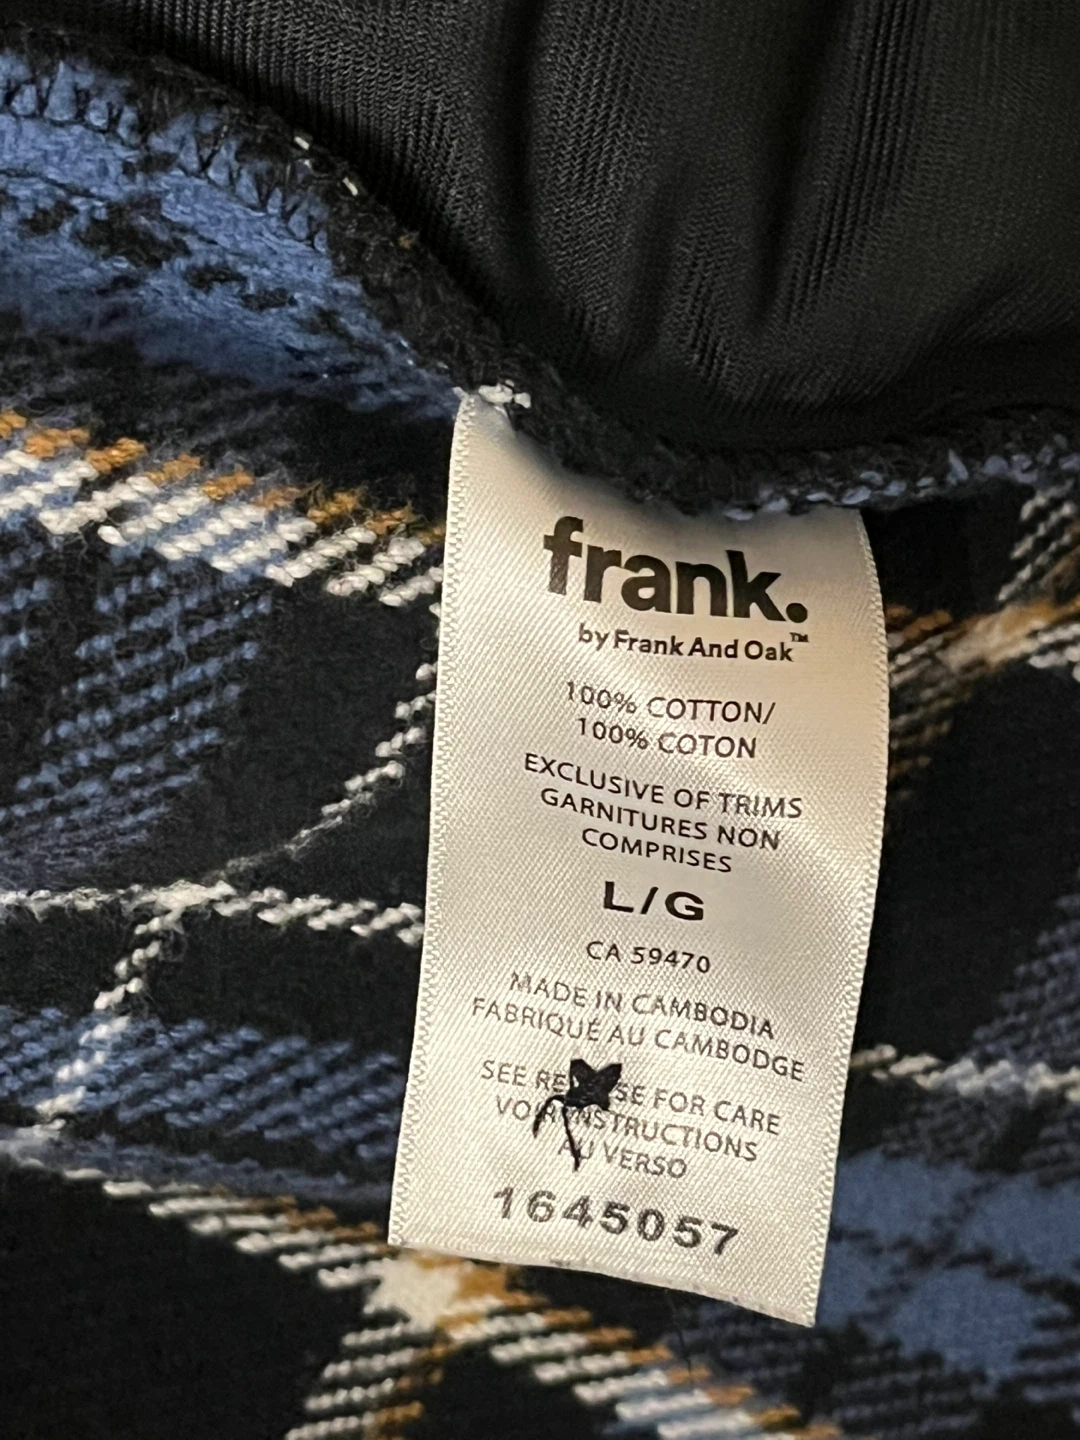 frank.
by Frank And Oak™
100% COTTON/
100% COTON
EXCLUSIVE OF TRIMS
GARNITURES NON
COMPRISES
L/G
CA 59470
MADE IN CAMBODIA
FABRIQUÉ AU CAMBODGE
SEE FOR CARE
INSTRUCTIONS
AU VERSO
1645057